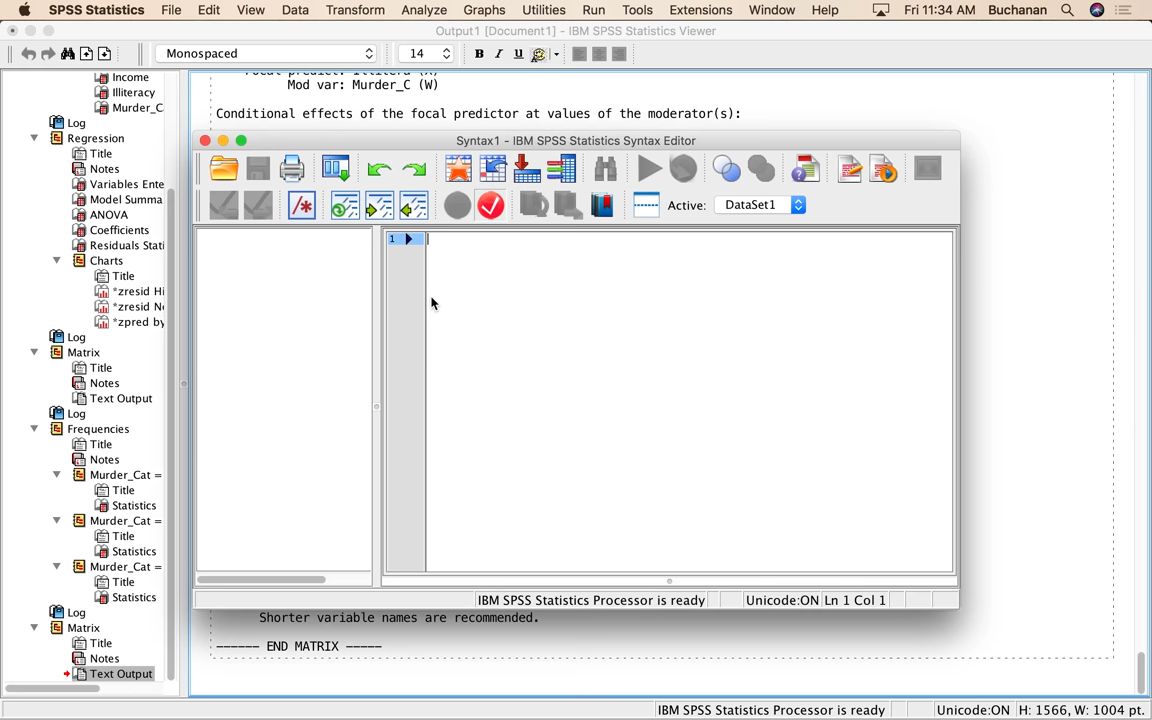 SPSS Statistics File Edit View Data Transform Analyze Graphs Utilities Run Tools Extensions Window Help Fri 11:34 AM Buchanan
Output1 [Document1] - IBM SPSS Statistics Viewer
Monospaced 14 B I U
Income
Illiteracy
Murder_C
Log
Regression
Title
Notes
Variables Ente
Model Summa
ANOVA
Coefficients
Residuals Stati
Charts
Title
*zresid Hi
*zresid No
*zpred by
Log
Matrix
Title
Notes
Text Output
Log
Frequencies
Title
Notes
Murder_Cat =
Title
Statistics
Murder_Cat =
Title
Statistics
Murder_Cat =
Title
Statistics
Log
Matrix
Title
Notes
Text Output
Mod var: Murder_C (W)
Conditional effects of the focal predictor at values of the moderator(s):
Syntax1 - IBM SPSS Statistics Syntax Editor
Active: DataSet1
1
IBM SPSS Statistics Processor is ready Unicode:ON Ln 1 Col 1
Shorter variable names are recommended.
------ END MATRIX -----
IBM SPSS Statistics Processor is ready Unicode:ON H: 1566, W: 1004 pt.